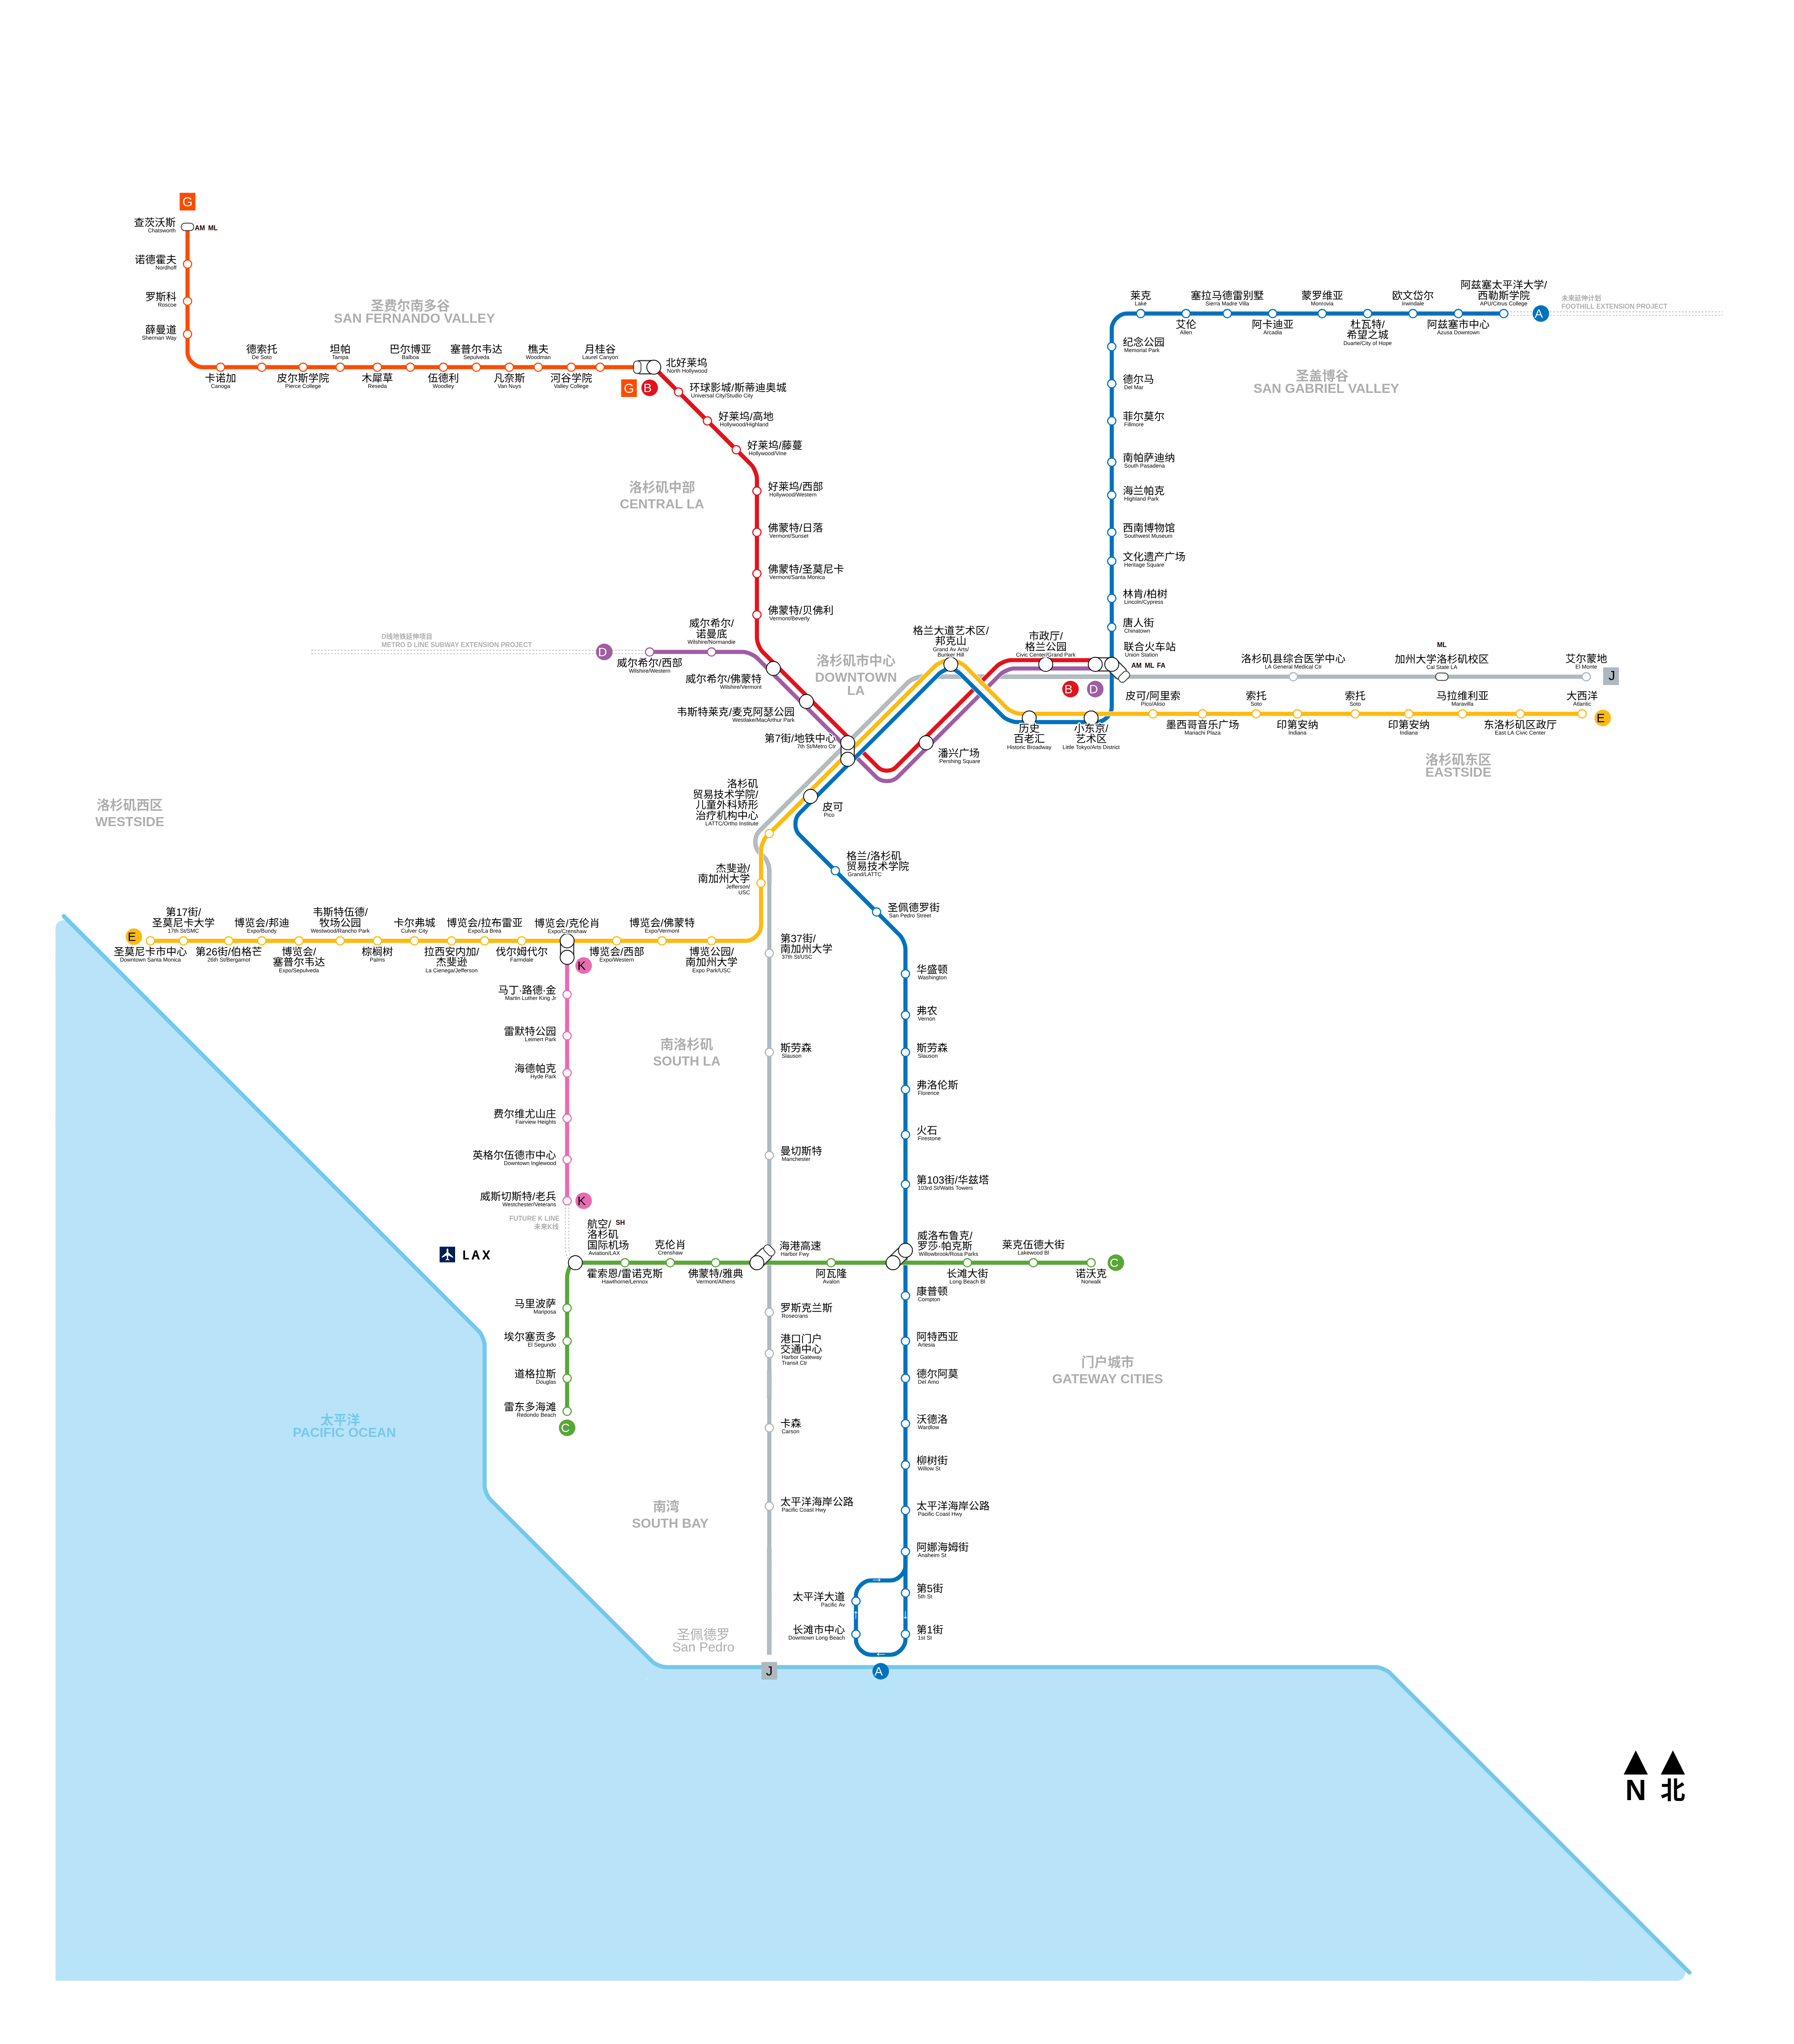 G
查茨沃斯
Chatsworth
AM ML
诺德霍夫
Nordhoff
罗斯科
Roscoe
薛曼道
Sherman Way
圣费尔南多谷
SAN FERNANDO VALLEY
德索托
De Soto
坦帕
Tampa
巴尔博亚
Balboa
塞普尔韦达
Sepulveda
樵夫
Woodman
月桂谷
Laurel Canyon
卡诺加
Canoga
皮尔斯学院
Pierce College
木犀草
Reseda
伍德利
Woodley
凡奈斯
Van Nuys
河谷学院
Valley College
北好莱坞
North Hollywood
G
B
环球影城/斯蒂迪奥城
Universal City/Studio City
好莱坞/高地
Hollywood/Highland
好莱坞/藤蔓
Hollywood/Vine
好莱坞/西部
Hollywood/Western
佛蒙特/日落
Vermont/Sunset
佛蒙特/圣莫尼卡
Vermont/Santa Monica
佛蒙特/贝佛利
Vermont/Beverly
洛杉矶中部
CENTRAL LA
莱克
Lake
塞拉马德雷别墅
Sierra Madre Villa
蒙罗维亚
Monrovia
欧文岱尔
Irwindale
阿兹塞太平洋大学/
西勒斯学院
APU/Citrus College
A
未来延伸计划
FOOTHILL EXTENSION PROJECT
艾伦
Allen
阿卡迪亚
Arcadia
杜瓦特/
希望之城
Duarte/City of Hope
阿兹塞市中心
Azusa Downtown
纪念公园
Memorial Park
德尔马
Del Mar
菲尔莫尔
Fillmore
南帕萨迪纳
South Pasadena
海兰帕克
Highland Park
西南博物馆
Southwest Museum
文化遗产广场
Heritage Square
林肯/柏树
Lincoln/Cypress
唐人街
Chinatown
联合火车站
Union Station
AM ML FA
圣盖博谷
SAN GABRIEL VALLEY
D线地铁延伸项目
METRO D LINE SUBWAY EXTENSION PROJECT
D
威尔希尔/
诺曼底
Wilshire/Normandie
威尔希尔/西部
Wilshire/Western
威尔希尔/佛蒙特
Wilshire/Vermont
韦斯特莱克/麦克阿瑟公园
Westlake/MacArthur Park
第7街/地铁中心
7th St/Metro Ctr
洛杉矶市中心
DOWNTOWN
LA
格兰大道艺术区/
邦克山
Grand Av Arts/
Bunker Hill
市政厅/
格兰公园
Civic Center/Grand Park
B
D
潘兴广场
Pershing Square
历史
百老汇
Historic Broadway
小东京/
艺术区
Little Tokyo/Arts District
洛杉矶县综合医学中心
LA General Medical Ctr
ML
加州大学洛杉矶校区
Cal State LA
艾尔蒙地
El Monte
J
皮可/阿里索
Pico/Aliso
索托
Soto
索托
Soto
马拉维利亚
Maravilla
大西洋
Atlantic
E
墨西哥音乐广场
Mariachi Plaza
印第安纳
Indiana
印第安纳
Indiana
东洛杉矶区政厅
East LA Civic Center
洛杉矶东区
EASTSIDE
洛杉矶
贸易技术学院/
儿童外科矫形
治疗机构中心
LATTC/Ortho Institute
皮可
Pico
杰斐逊/
南加州大学
Jefferson/
USC
格兰/洛杉矶
贸易技术学院
Grand/LATTC
圣佩德罗街
San Pedro Street
洛杉矶西区
WESTSIDE
E
第17街/
圣莫尼卡大学
17th St/SMC
博览会/邦迪
Expo/Bundy
韦斯特伍德/
牧场公园
Westwood/Rancho Park
卡尔弗城
Culver City
博览会/拉布雷亚
Expo/La Brea
博览会/克伦肖
Expo/Crenshaw
博览会/佛蒙特
Expo/Vermont
圣莫尼卡市中心
Downtown Santa Monica
第26街/伯格芒
26th St/Bergamot
博览会/
塞普尔韦达
Expo/Sepulveda
棕榈树
Palms
拉西安内加/
杰斐逊
La Cienega/Jefferson
伐尔姆代尔
Farmdale
博览会/西部
Expo/Western
博览公园/
南加州大学
Expo Park/USC
K
马丁·路德·金
Martin Luther King Jr
雷默特公园
Leimert Park
海德帕克
Hyde Park
费尔维尤山庄
Fairview Heights
英格尔伍德市中心
Downtown Inglewood
威斯切斯特/老兵
Westchester/Veterans
K
FUTURE K LINE
未来K线
南洛杉矶
SOUTH LA
第37街/
南加州大学
37th St/USC
斯劳森
Slauson
曼切斯特
Manchester
华盛顿
Washington
弗农
Vernon
斯劳森
Slauson
弗洛伦斯
Florence
火石
Firestone
第103街/华兹塔
103rd St/Watts Towers
LAX
航空/
洛杉矶
国际机场
Aviation/LAX
SH
克伦肖
Crenshaw
海港高速
Harbor Fwy
威洛布鲁克/
罗莎·帕克斯
Willowbrook/Rosa Parks
莱克伍德大街
Lakewood Bl
C
霍索恩/雷诺克斯
Hawthorne/Lennox
佛蒙特/雅典
Vermont/Athens
阿瓦隆
Avalon
长滩大街
Long Beach Bl
诺沃克
Norwalk
马里波萨
Mariposa
埃尔塞贡多
El Segundo
道格拉斯
Douglas
雷东多海滩
Redondo Beach
C
罗斯克兰斯
Rosecrans
港口门户
交通中心
Harbor Gateway
Transit Ctr
卡森
Carson
太平洋海岸公路
Pacific Coast Hwy
康普顿
Compton
阿特西亚
Artesia
德尔阿莫
Del Amo
沃德洛
Wardlow
柳树街
Willow St
太平洋海岸公路
Pacific Coast Hwy
阿娜海姆街
Anaheim St
第5街
5th St
第1街
1st St
太平洋大道
Pacific Av
长滩市中心
Downtown Long Beach
A
J
门户城市
GATEWAY CITIES
太平洋
PACIFIC OCEAN
南湾
SOUTH BAY
圣佩德罗
San Pedro
N 北